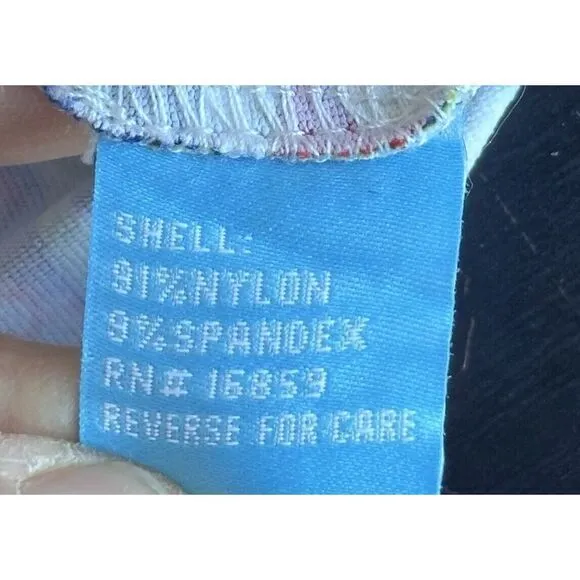 SHELL:
91%NYLON
9%SPANDEX
RN# 16859
REVERSE FOR CARE